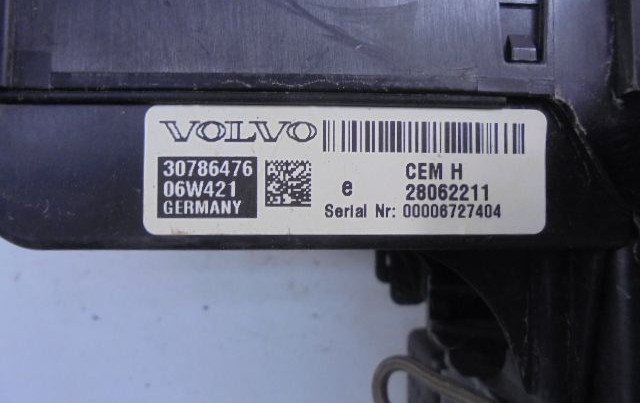 VOLVO
30786476
06W421
GERMANY
e
CEM H
28062211
Serial Nr: 00006727404